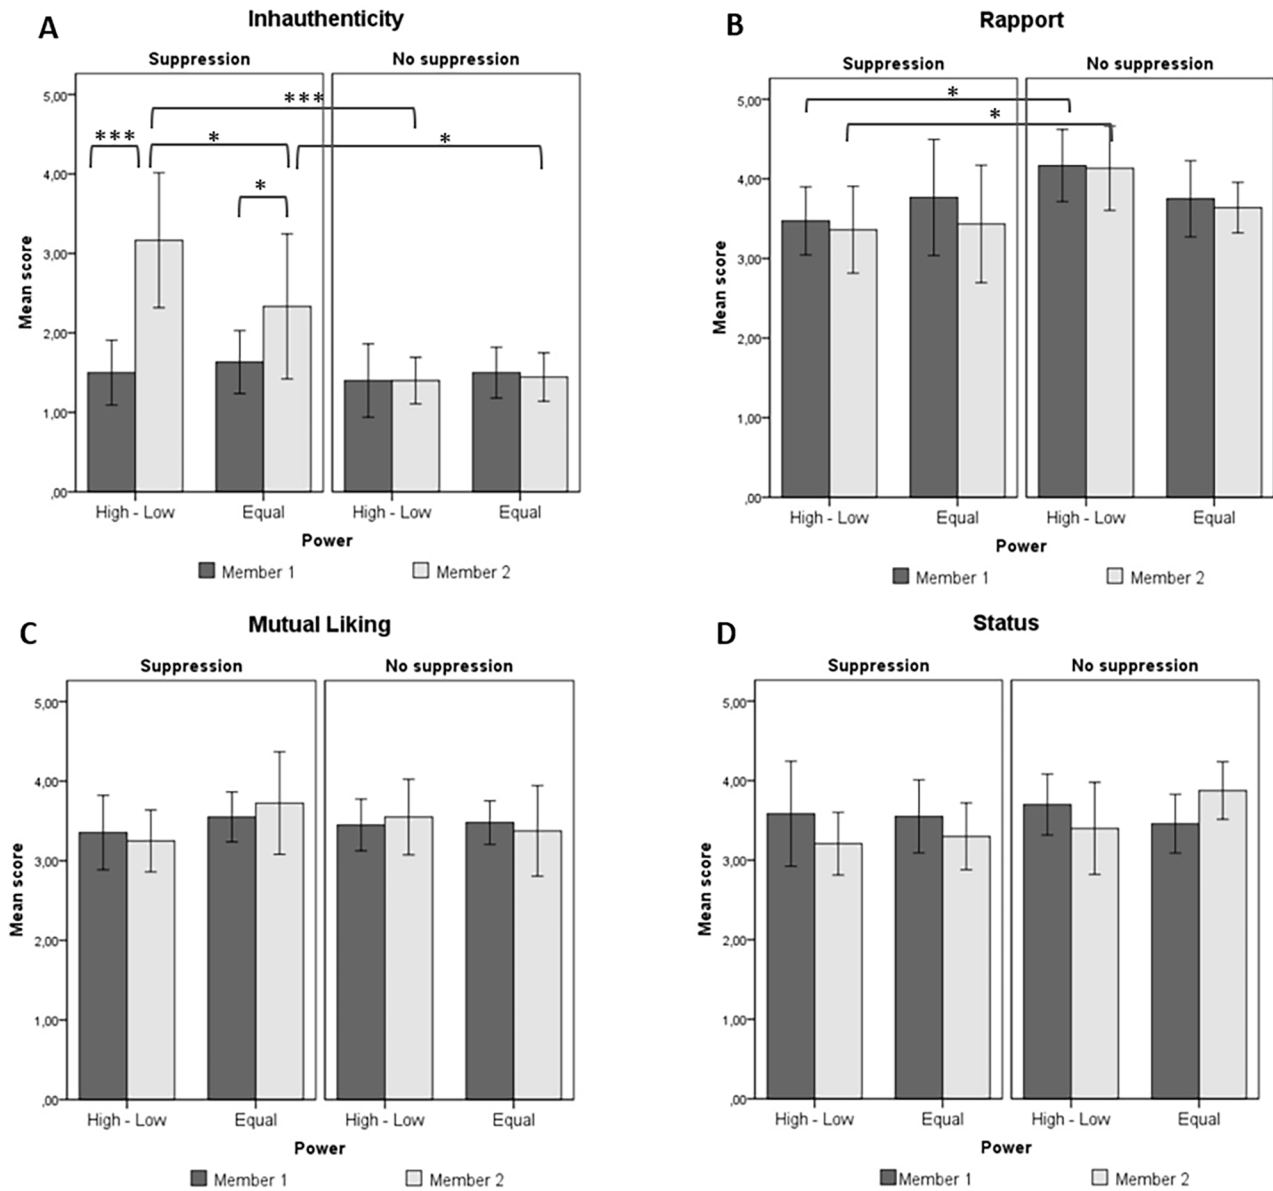 A
Inhauthenticity
Suppression
No suppression
5,00
4,00
3,00
2,00
1,00
,00
Mean score
***
***
*
*
*
High - Low
Equal
High - Low
Equal
Power
Member 1
Member 2
B
Rapport
Suppression
No suppression
5,00
4,00
3,00
2,00
1,00
,00
Mean score
*
*
High - Low
Equal
High - Low
Equal
Power
Member 1
Member 2
C
Mutual Liking
Suppression
No suppression
5,00
4,00
3,00
2,00
1,00
,00
Mean score
High - Low
Equal
High - Low
Equal
Power
Member 1
Member 2
D
Status
Suppression
No suppression
5,00
4,00
3,00
2,00
1,00
,00
Mean score
High - Low
Equal
High - Low
Equal
Power
Member 1
Member 2